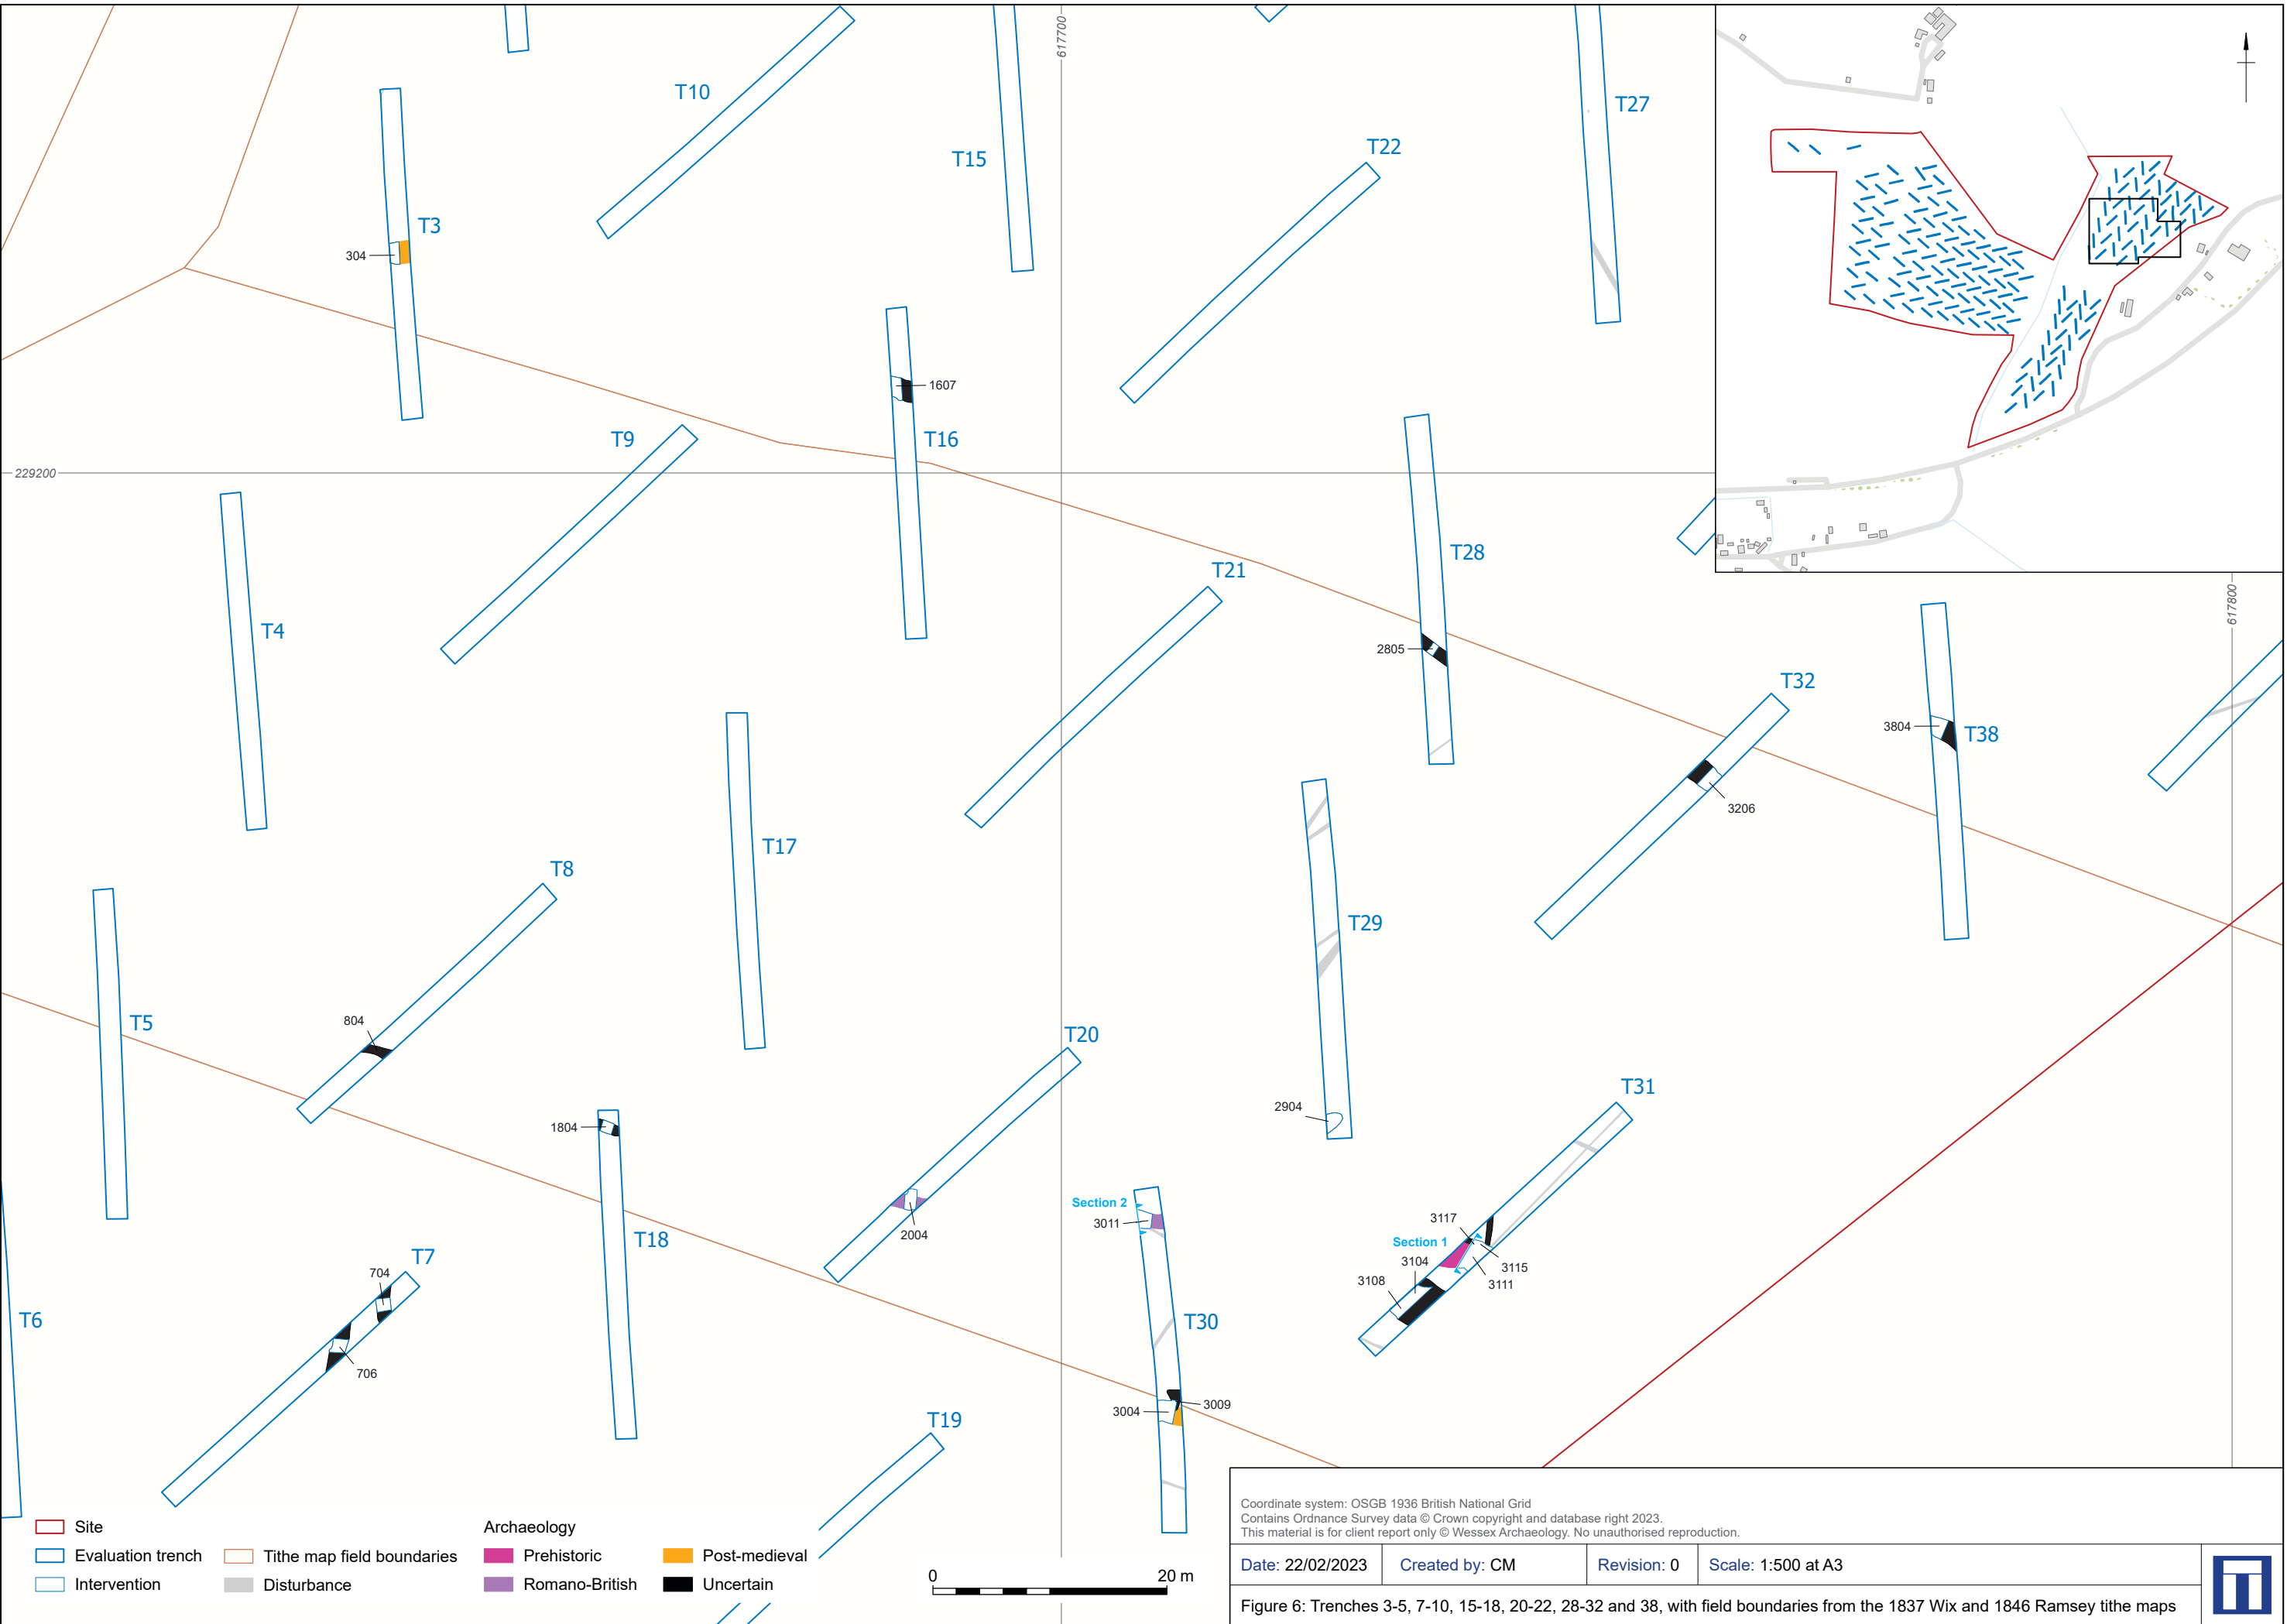 617700
T10
T27
T15
T22
T3
304
1607
T9
T16
229200
T28
T21
617800
T4
2805
T32
3804
T38
3206
T17
T8
T29
T5
804
T20
T31
2904
1804
Section 2
3011
2004
T18
3117
Section 1
3115
3104
3111
3108
T7
704
T6
T30
706
3009
3004
T19
Site
Evaluation trench
Intervention
Tithe map field boundaries
Disturbance
Archaeology
Prehistoric
Romano-British
Post-medieval
Uncertain
0 20 m
Coordinate system: OSGB 1936 British National Grid
Contains Ordnance Survey data © Crown copyright and database right 2023.
This material is for client report only © Wessex Archaeology. No unauthorised reproduction.
Date: 22/02/2023 Created by: CM Revision: 0 Scale: 1:500 at A3
Figure 6: Trenches 3-5, 7-10, 15-18, 20-22, 28-32 and 38, with field boundaries from the 1837 Wix and 1846 Ramsey tithe maps